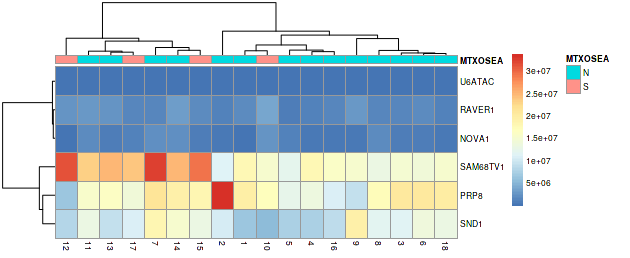 MTXOSEA
U6ATAC
RAVER1
NOVA1
SAM68TV1
PRP8
SND1
12 11 13 17 7 14 15 2 1 10 5 4 16 9 8 3 6 18
3e+07
2.5e+07
2e+07
1.5e+07
1e+07
5e+06
MTXOSEA
N
S